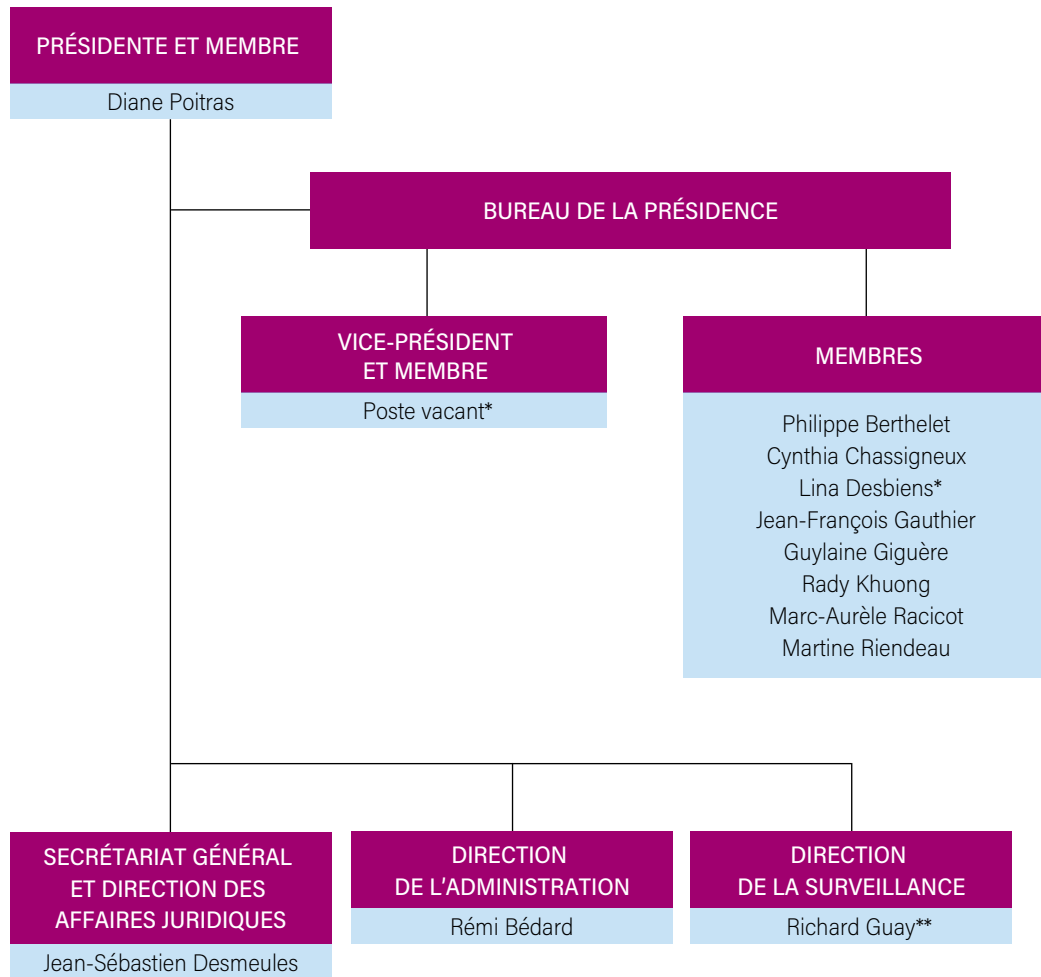 PRÉSIDENTE ET MEMBRE
Diane Poitras
BUREAU DE LA PRÉSIDENCE
VICE-PRÉSIDENT
ET MEMBRE
Poste vacant*
MEMBRES
Philippe Berthelet
Cynthia Chassigneux
Lina Desbiens*
Jean-François Gauthier
Guylaine Giguère
Rady Khuong
Marc-Aurèle Racicot
Martine Riendeau
SECRÉTARIAT GÉNÉRAL
ET DIRECTION DES
AFFAIRES JURIDIQUES
Jean-Sébastien Desmeules
DIRECTION
DE L'ADMINISTRATION
Rémi Bédard
DIRECTION
DE LA SURVEILLANCE
Richard Guay**